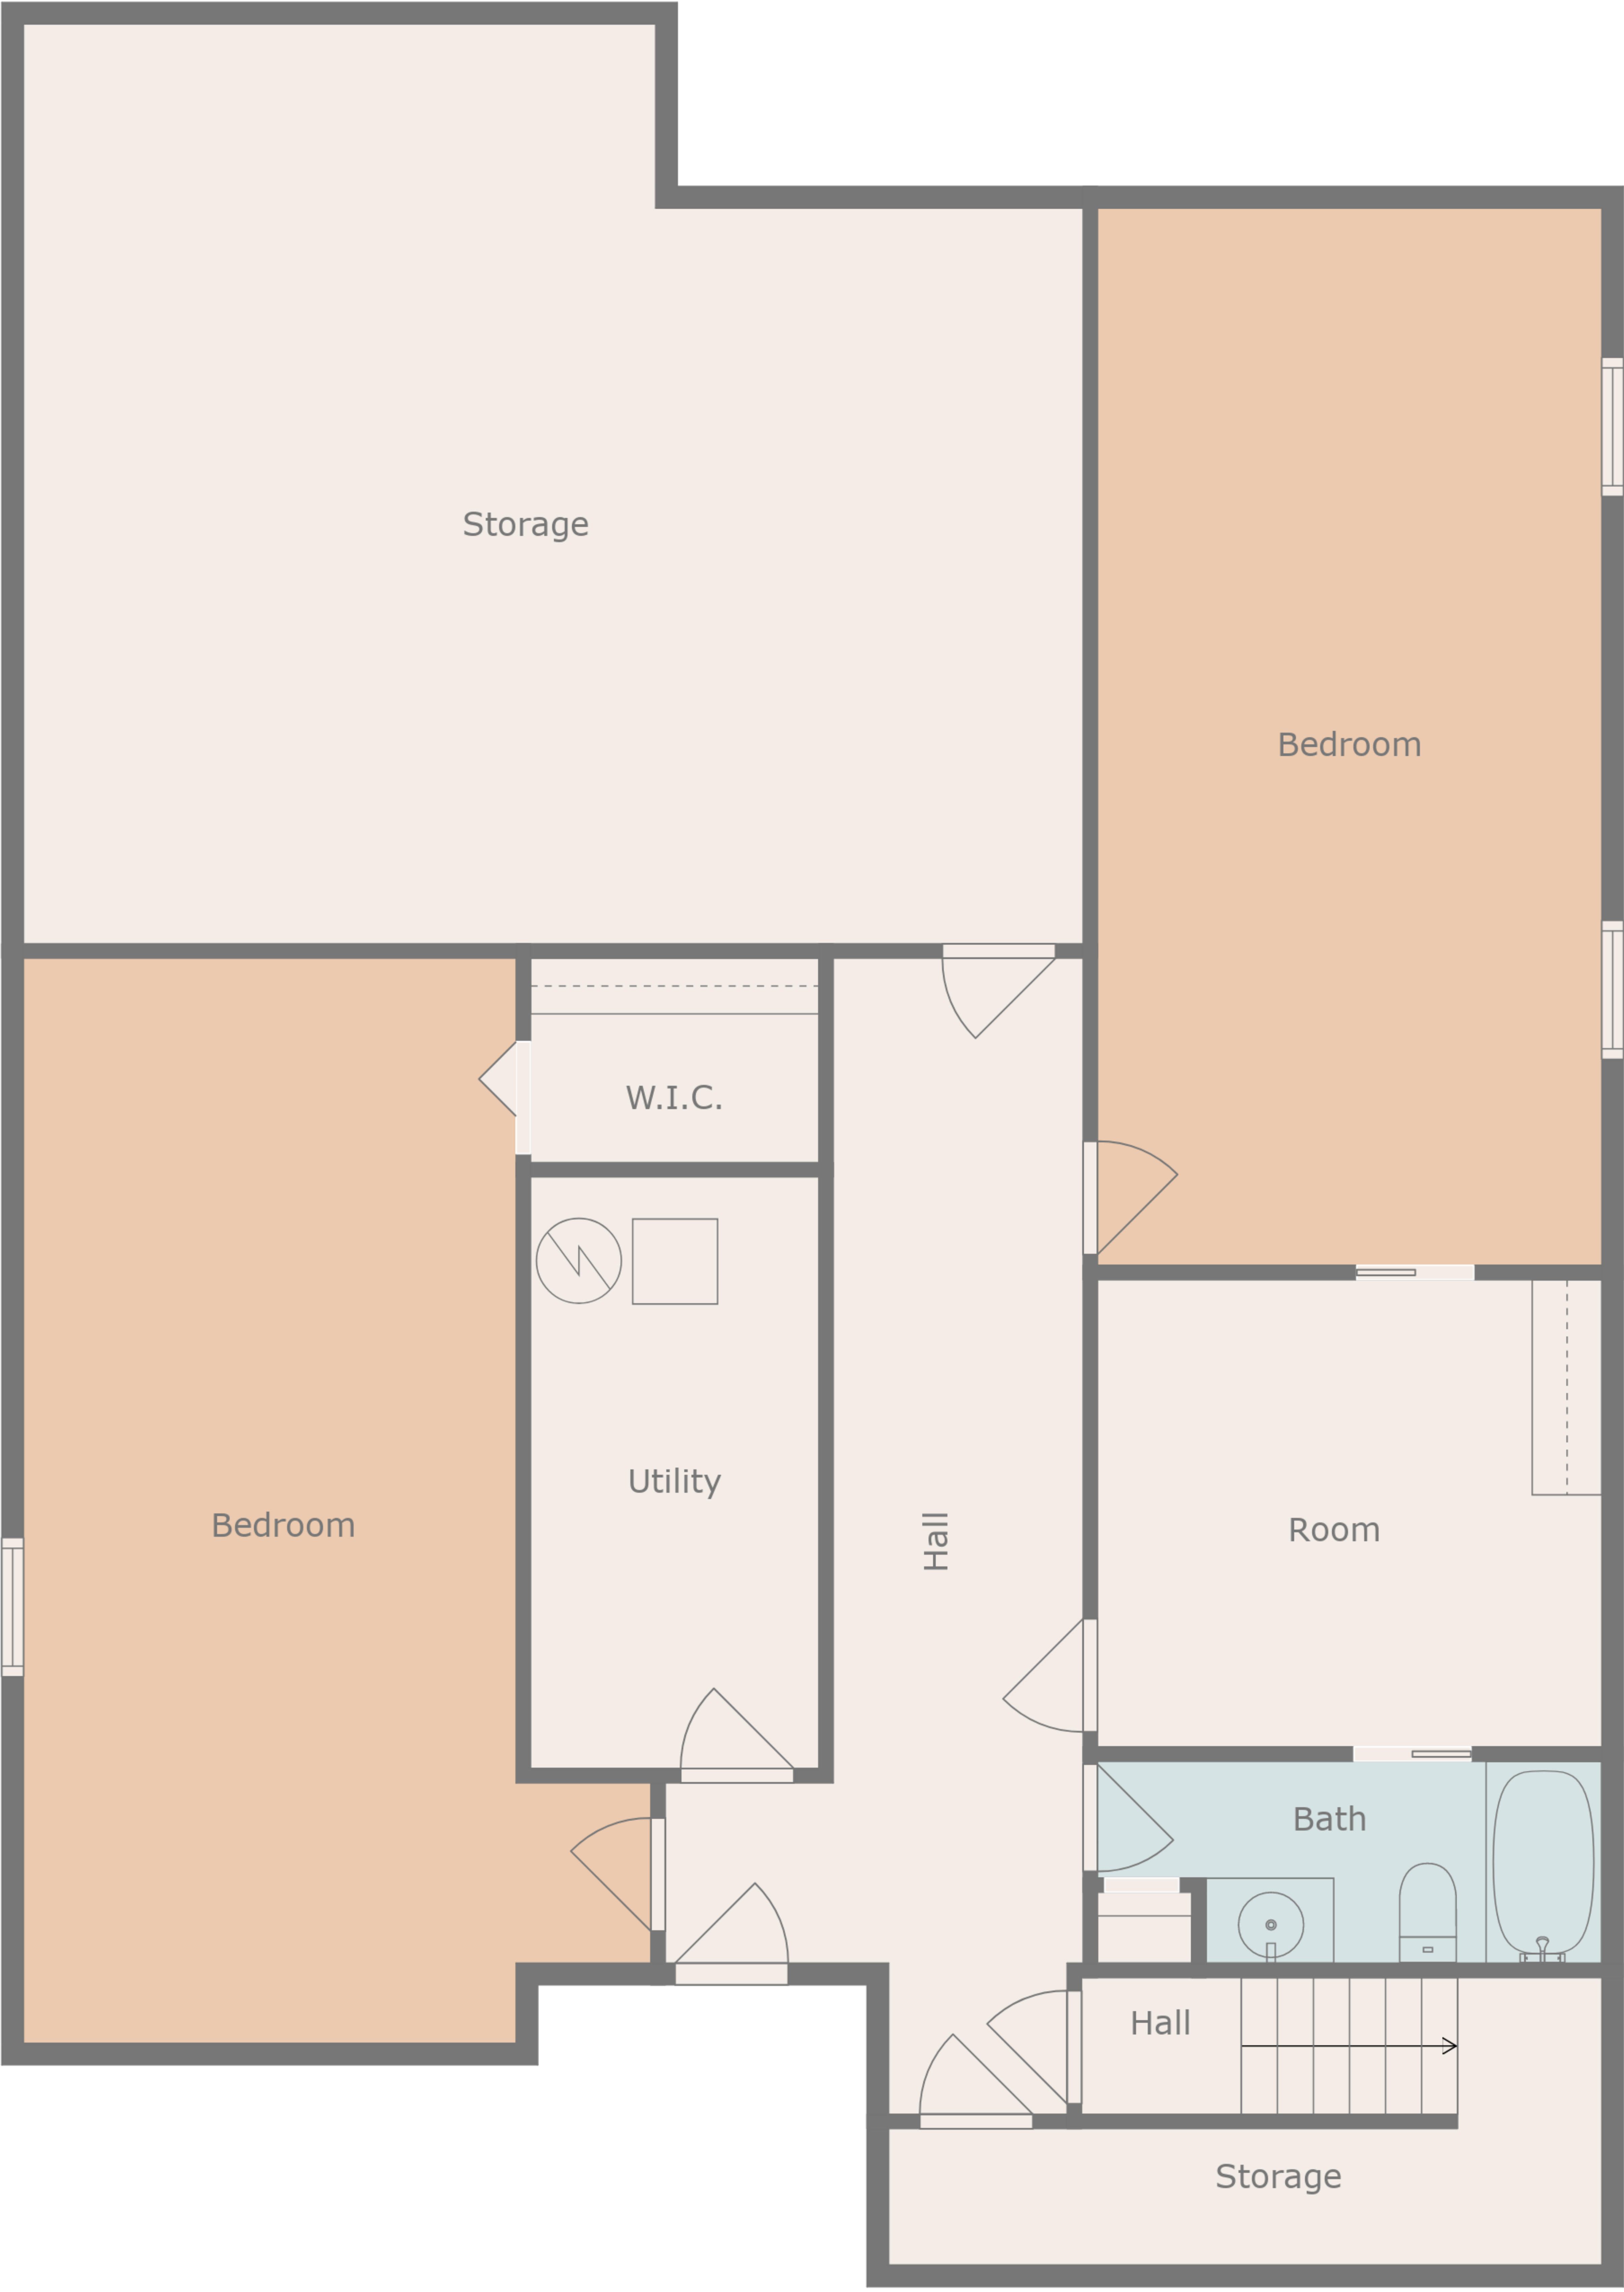 Storage
Bedroom
W.I.C.
Utility
Bedroom
Hall
Room
Bath
Hall
Storage